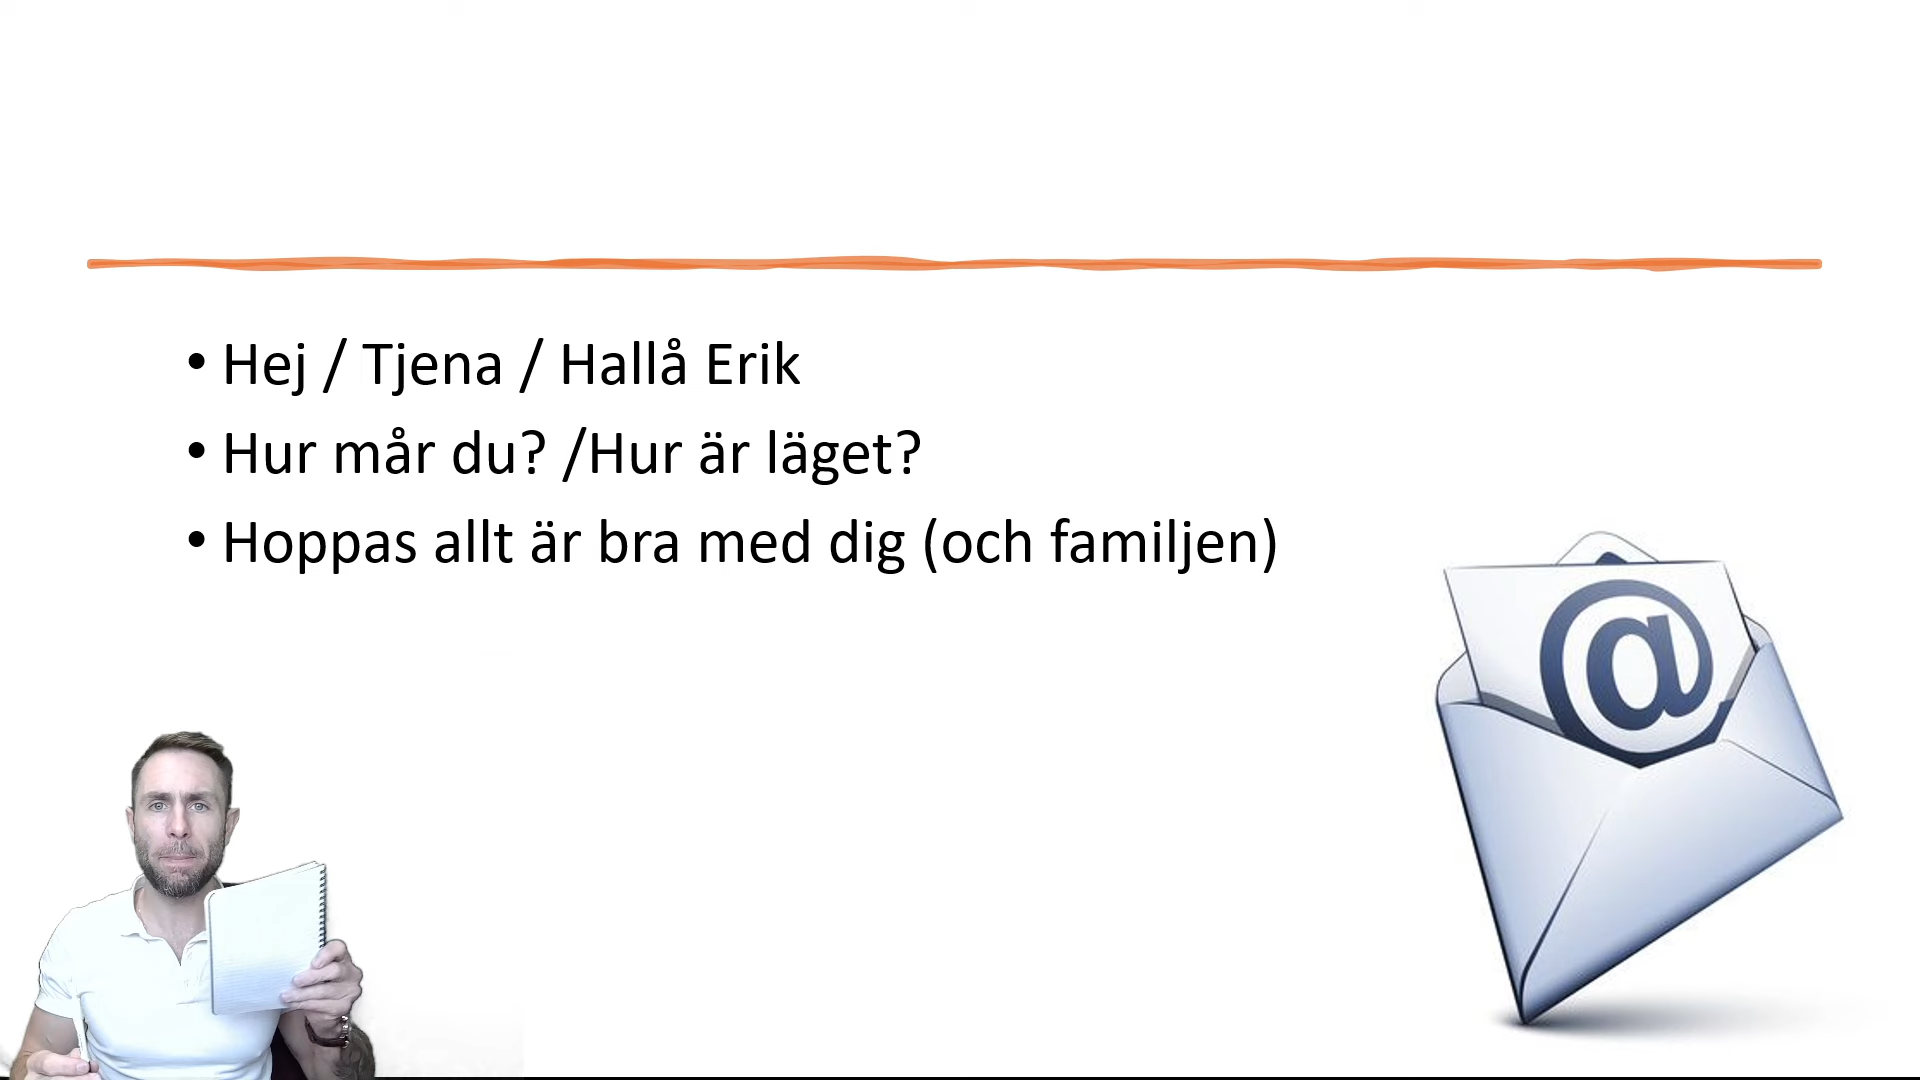 • Hej / Tjena / Hallå Erik
• Hur mår du? /Hur är läget?
• Hoppas allt är bra med dig (och familjen)
@